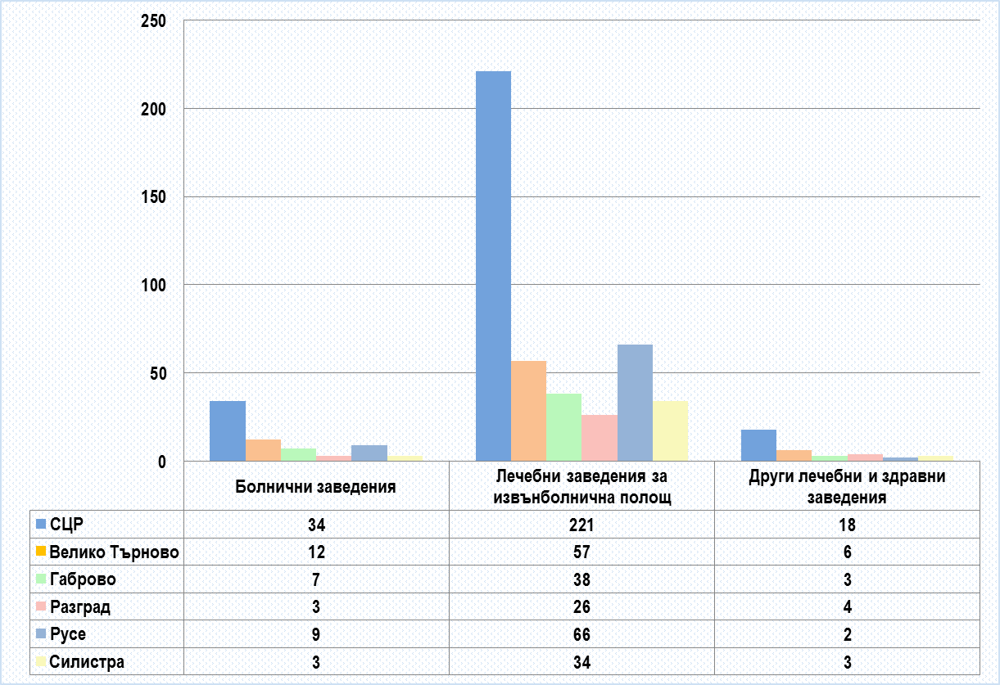 250
200
150
100
50
0
Болнични заведения
Лечебни заведения за
извънболнична полощ
Други лечебни и здравни
заведения
СЦР 34 221 18
Велико Търново 12 57 6
Габрово 7 38 3
Разград 3 26 4
Русе 9 66 2
Силистра 3 34 3